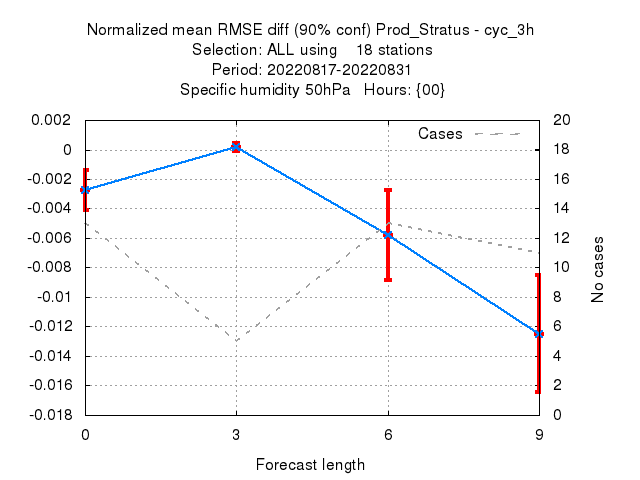 Normalized mean RMSE diff (90% conf) Prod_Stratus - cyc_3h
Selection: ALL using    18 stations
Period: 20220817-20220831
Specific humidity 50hPa   Hours: {00}
Cases
0.002
0
-0.002
-0.004
-0.006
-0.008
-0.01
-0.012
-0.014
-0.016
-0.018
20
18
16
14
12
10
8
6
4
2
0
No cases
0 3 6 9
Forecast length